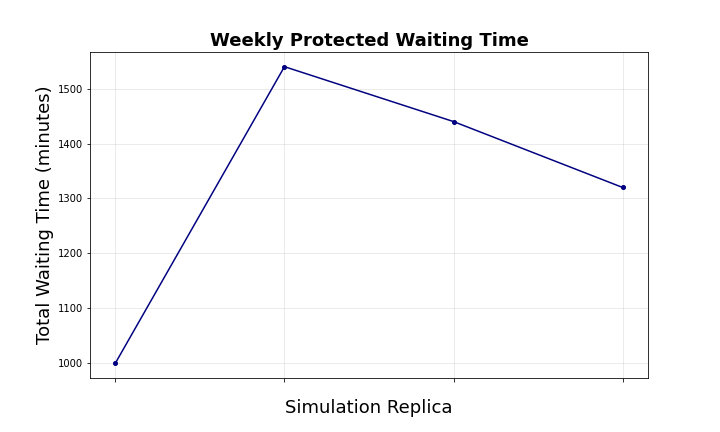 Weekly Protected Waiting Time
Total Waiting Time (minutes)
1500
1400
1300
1200
1100
1000
Simulation Replica